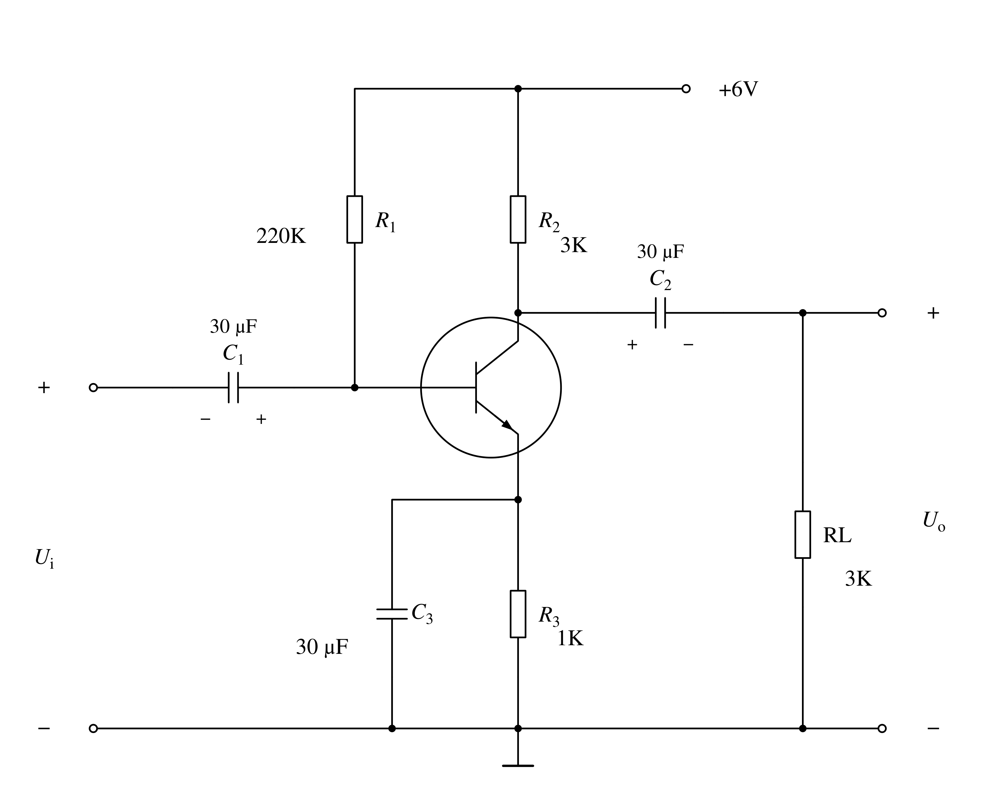 +6V
R₁
220K
R₂
3K
30 μF
C₂
+
+ −
30 μF
C₁
+
− +
Uₒ
RL
Uᵢ
3K
C₃
R₃
1K
30 μF
−
−